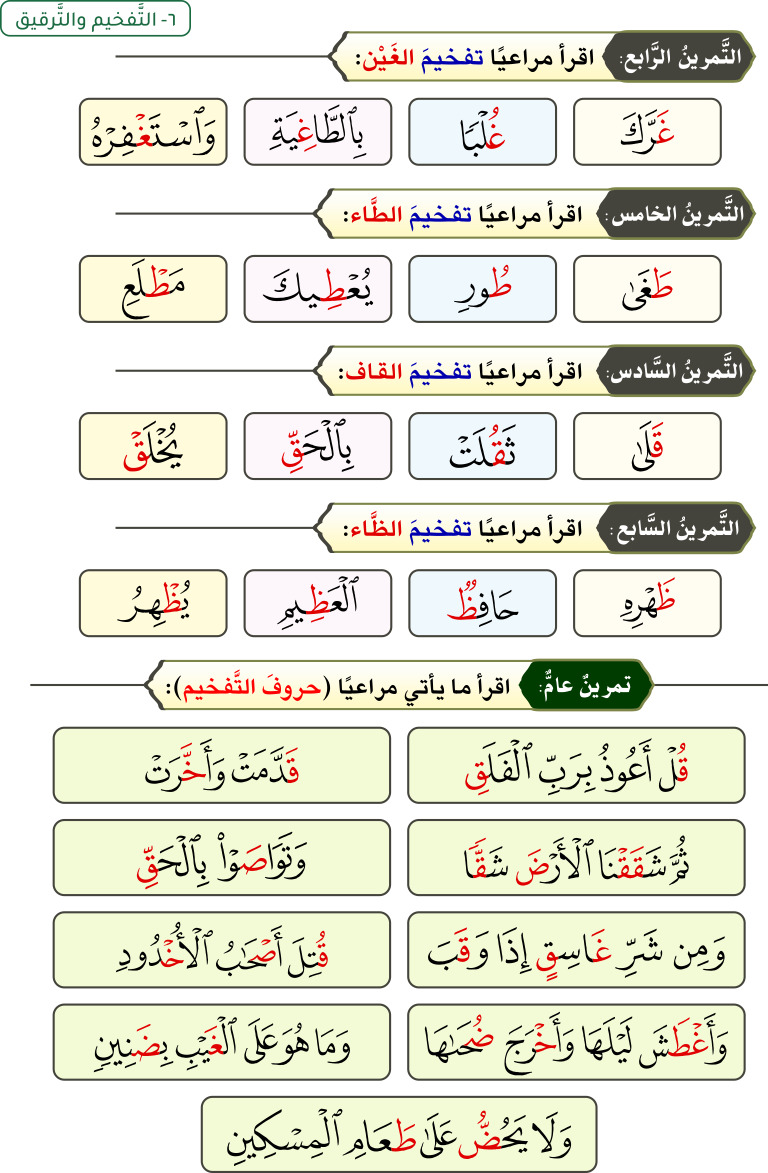 ٦- التَّفخيم والتَّرقيق
التَّمرينُ الرَّابع: اقرأ مراعيًا تفخيمَ الغَيْن:
غَرَّكَ غُلۡبٗا بِٱلطَّاغِيَةِ وَٱسۡتَغۡفِرۡهُ
التَّمرينُ الخامس: اقرأ مراعيًا تفخيمَ الطَّاء:
طَغَىٰ طُورِ يُعۡطِيكَ مَطۡلَعِ
التَّمرينُ السَّادس: اقرأ مراعيًا تفخيمَ القاف:
قَلَىٰ ثَقُلَتۡ بِٱلۡحَقِّ يُخۡلَقۡ
التَّمرينُ السَّابع: اقرأ مراعيًا تفخيمَ الظَّاء:
ظَهۡرِهِ حَافِظٞ ٱلۡعَظِيمِ يُظۡهِرُ
تمرينٌ عامٌّ: اقرأ ما يأتي مراعيًا (حروفَ التَّفخيم):
قُلۡ أَعُوذُ بِرَبِّ ٱلۡفَلَقِ قَدَّمَتۡ وَأَخَّرَتۡ
ثُمَّ شَقَقۡنَا ٱلۡأَرۡضَ شَقّٗا وَتَوَاصَوۡاْ بِٱلۡحَقِّ
وَمِن شَرِّ غَاسِقٍ إِذَا وَقَبَ قُتِلَ أَصۡحَٰبُ ٱلۡأُخۡدُودِ
وَأَغۡطَشَ لَيۡلَهَا وَأَخۡرَجَ ضُحَىٰهَا وَمَا هُوَ عَلَى ٱلۡغَيۡبِ بِضَنِينٖ
وَلَا يَحُضُّ عَلَىٰ طَعَامِ ٱلۡمِسۡكِينِ